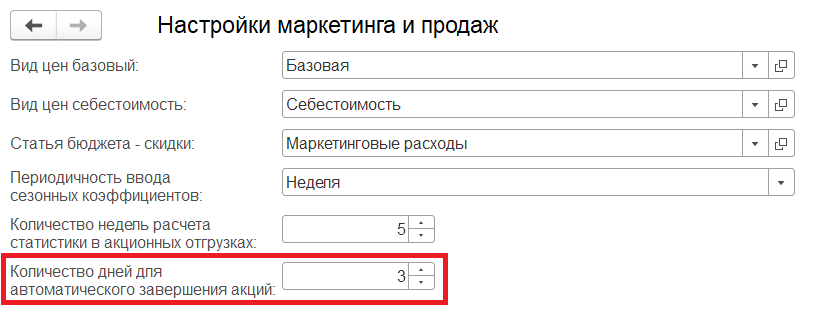 Настройки маркетинга и продаж
Вид цен базовый: Базовая
Вид цен себестоимость: Себестоимость
Статья бюджета - скидки: Маркетинговые расходы
Периодичность ввода
сезонных коэффициентов: Неделя
Количество недель расчета
статистики в акционных отгрузках: 5
Количество дней для
автоматического завершения акций: 3